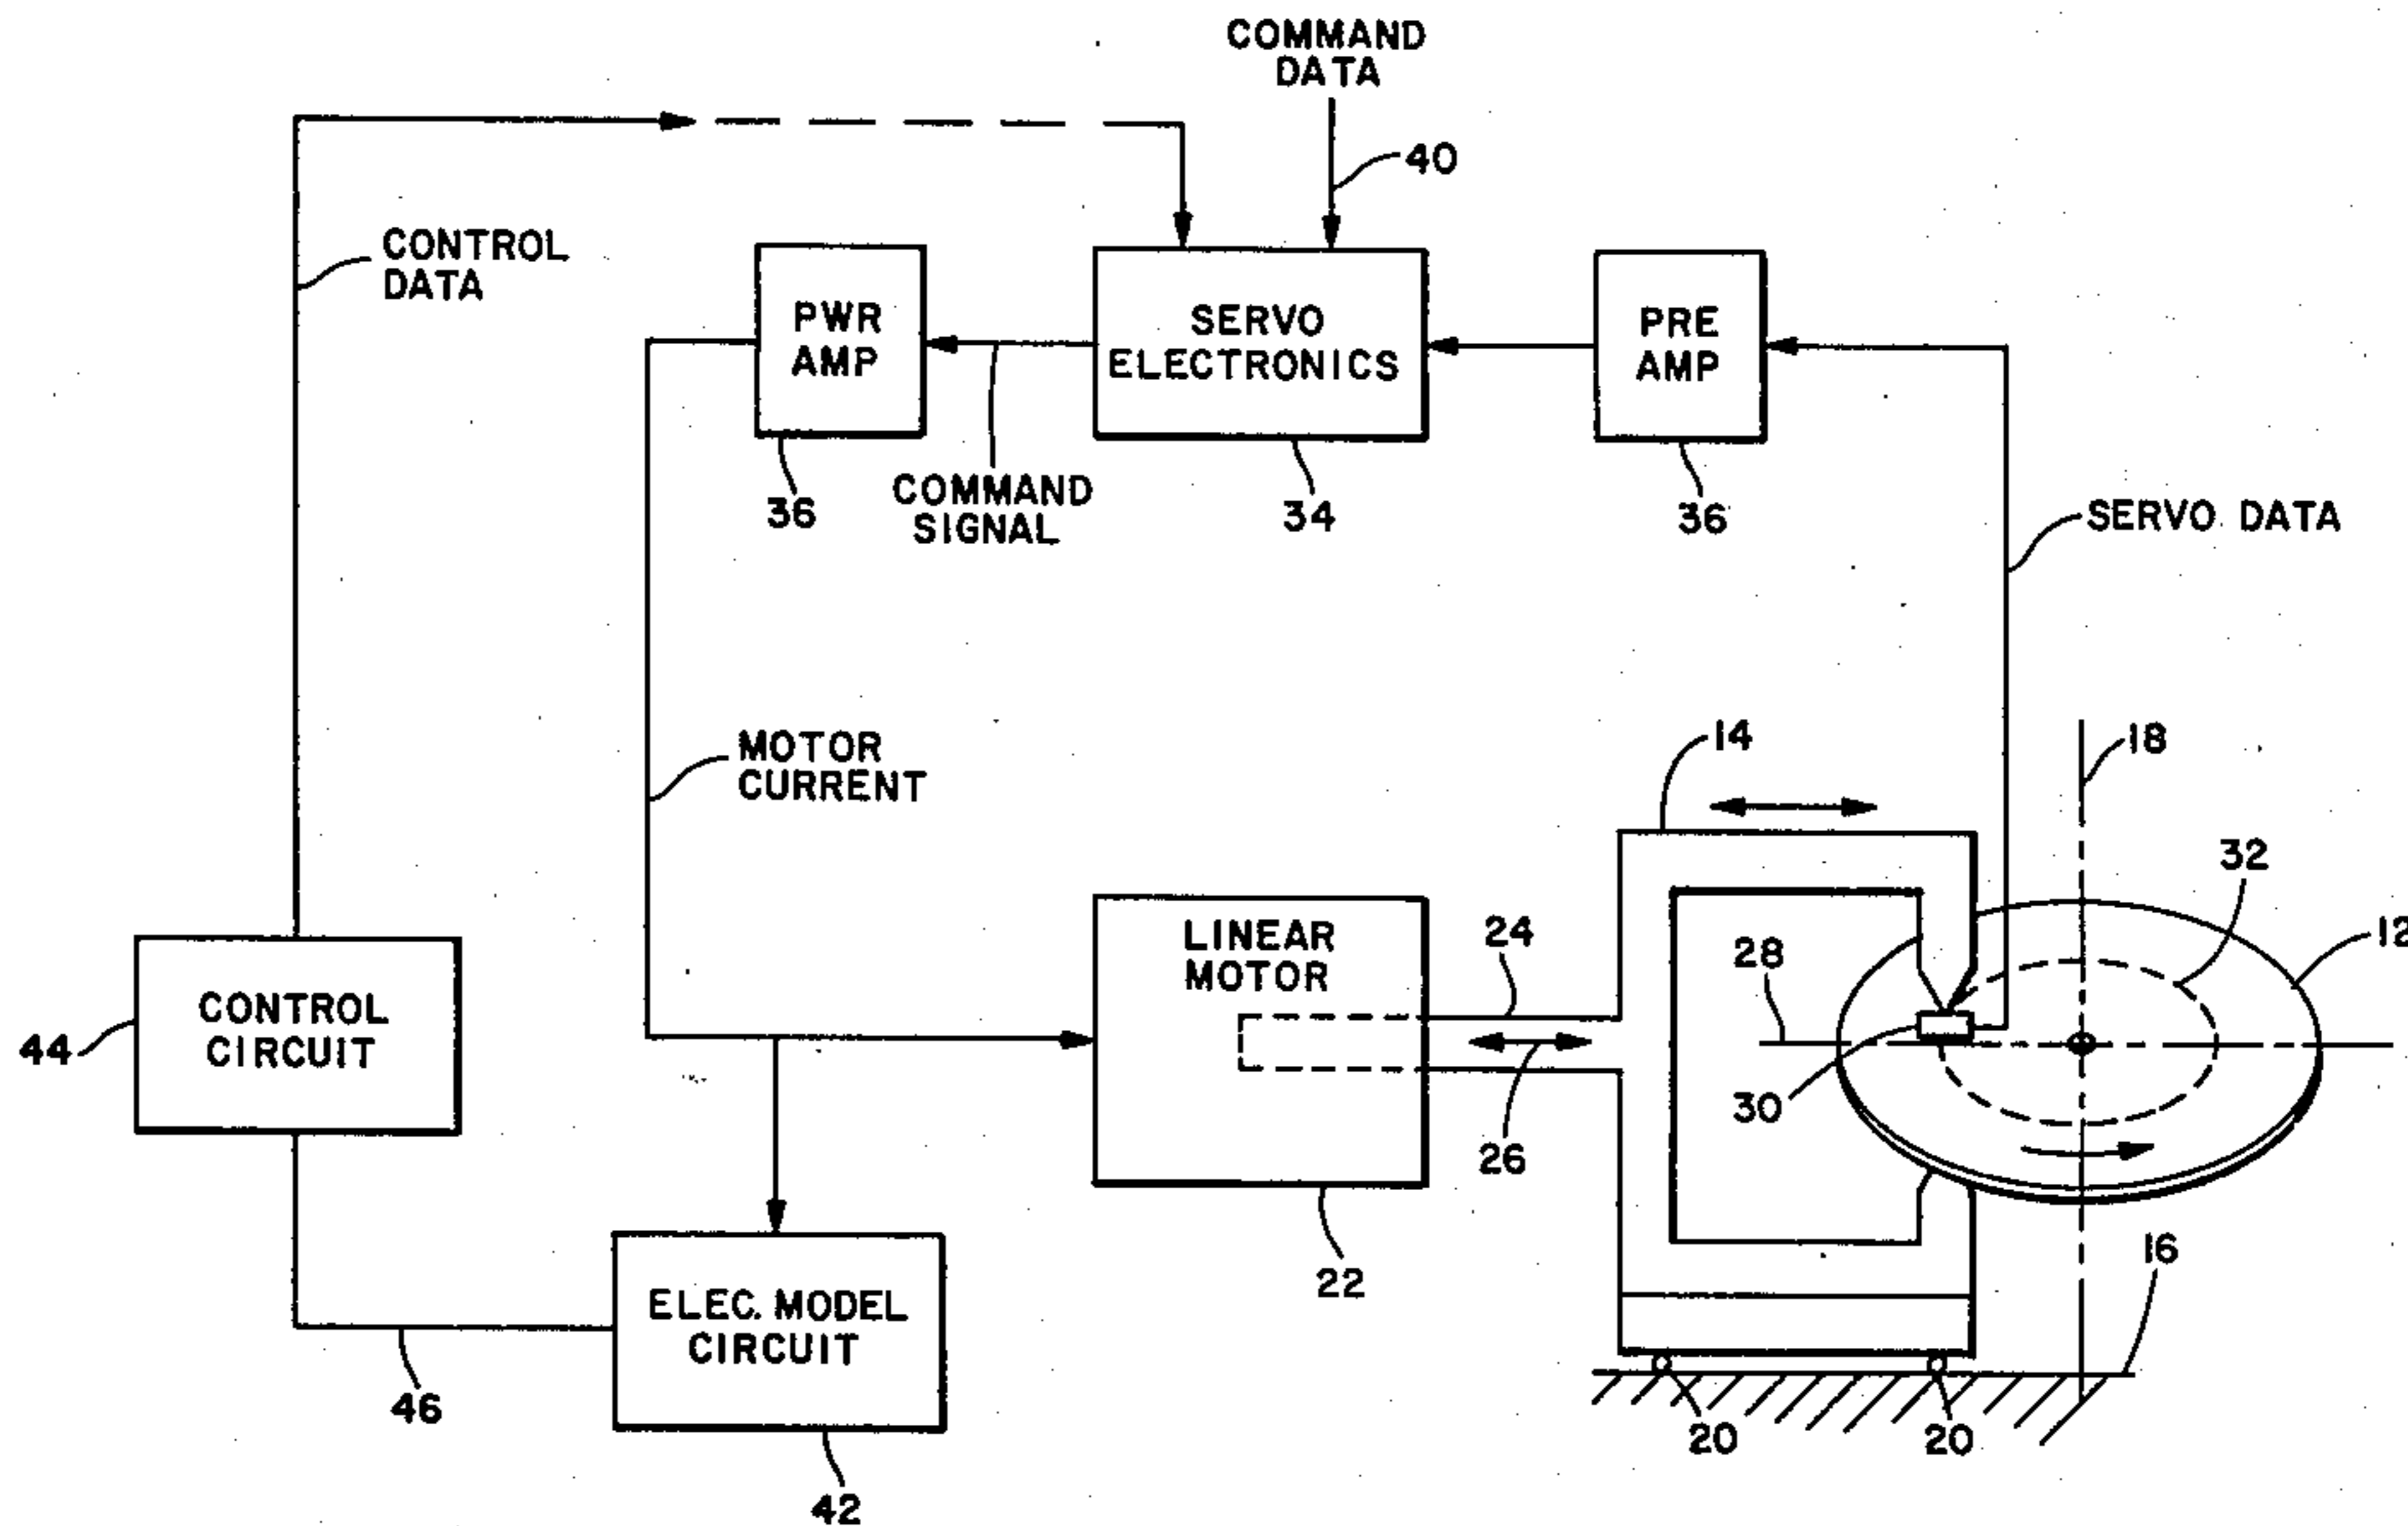 COMMAND
DATA
40
CONTROL
DATA
PWR
AMP
SERVO
ELECTRONICS
PRE
AMP
36
COMMAND
SIGNAL
34
36
SERVO DATA
MOTOR
CURRENT
14
18
32
12
LINEAR
MOTOR
24
28
CONTROL
CIRCUIT
44
30
26
22
16
ELEC. MODEL
CIRCUIT
46
20
20
42